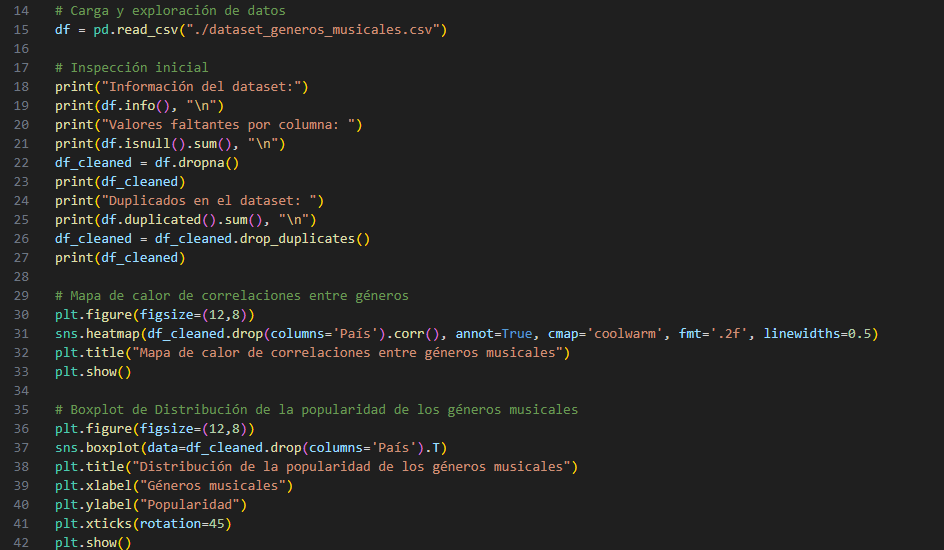 14 # Carga y exploración de datos
15 df = pd.read_csv("./dataset_generos_musicales.csv")
16
17 # Inspección inicial
18 print("Información del dataset:")
19 print(df.info(), "\n")
20 print("Valores faltantes por columna: ")
21 print(df.isnull().sum(), "\n")
22 df_cleaned = df.dropna()
23 print(df_cleaned)
24 print("Duplicados en el dataset: ")
25 print(df.duplicated().sum(), "\n")
26 df_cleaned = df_cleaned.drop_duplicates()
27 print(df_cleaned)
28
29 # Mapa de calor de correlaciones entre géneros
30 plt.figure(figsize=(12,8))
31 sns.heatmap(df_cleaned.drop(columns='País').corr(), annot=True, cmap='coolwarm', fmt='.2f', linewidths=0.5)
32 plt.title("Mapa de calor de correlaciones entre géneros musicales")
33 plt.show()
34
35 # Boxplot de Distribución de la popularidad de los géneros musicales
36 plt.figure(figsize=(12,8))
37 sns.boxplot(data=df_cleaned.drop(columns='País').T)
38 plt.title("Distribución de la popularidad de los géneros musicales")
39 plt.xlabel("Géneros musicales")
40 plt.ylabel("Popularidad")
41 plt.xticks(rotation=45)
42 plt.show()